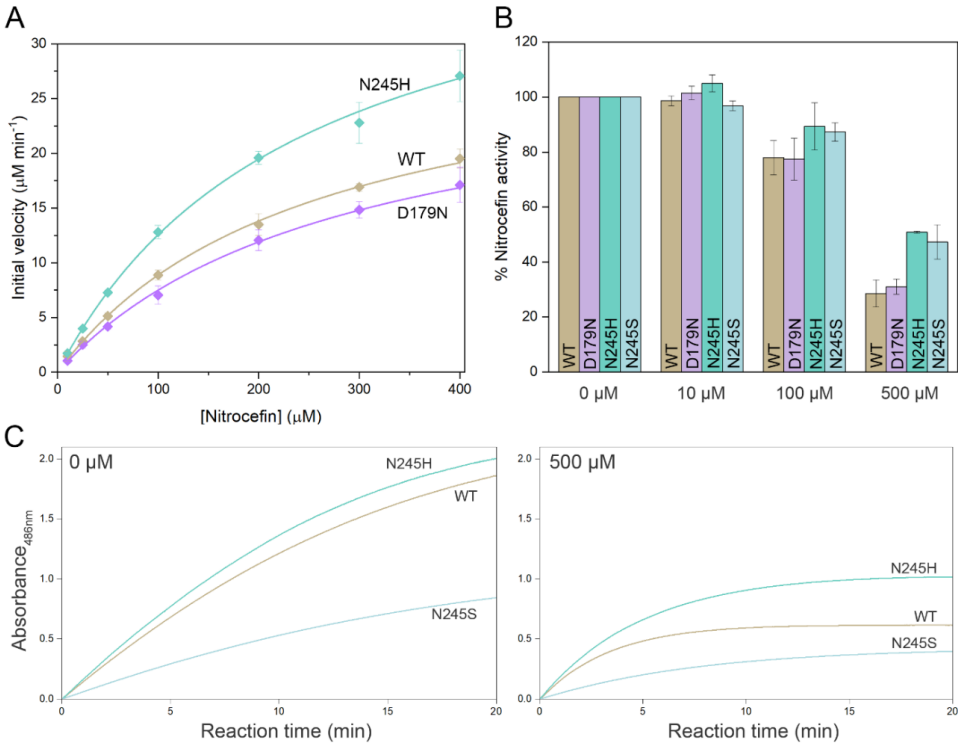 A
Initial velocity (μM min⁻¹)
30
25
20
15
10
5
0
N245H
WT
D179N
0
100
200
300
400
[Nitrocefin] (μM)
B
% Nitrocefin activity
120
100
80
60
40
20
0
WT
D179N
N245H
N245S
WT
D179N
N245H
N245S
WT
D179N
N245H
N245S
WT
D179N
N245H
N245S
0 μM
10 μM
100 μM
500 μM
C
Absorbance486nm
0 μM
2.0
1.5
1.0
0.5
0.0
N245H
WT
N245S
0
5
10
15
20
Reaction time (min)
500 μM
2.0
1.5
1.0
0.5
0.0
N245H
WT
N245S
0
5
10
15
20
Reaction time (min)